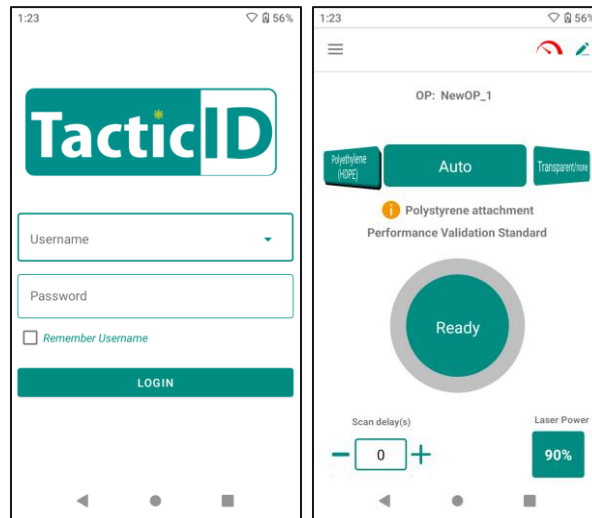 1:23 56%
TacticID
Username
Password
Remember Username
LOGIN
1:23 56%
OP: NewOP_1
Polyethylene
(HDPE)
Auto
Transparent/none
i Polystyrene attachment
Performance Validation Standard
Ready
Scan delay(s)
Laser Power
0
90%